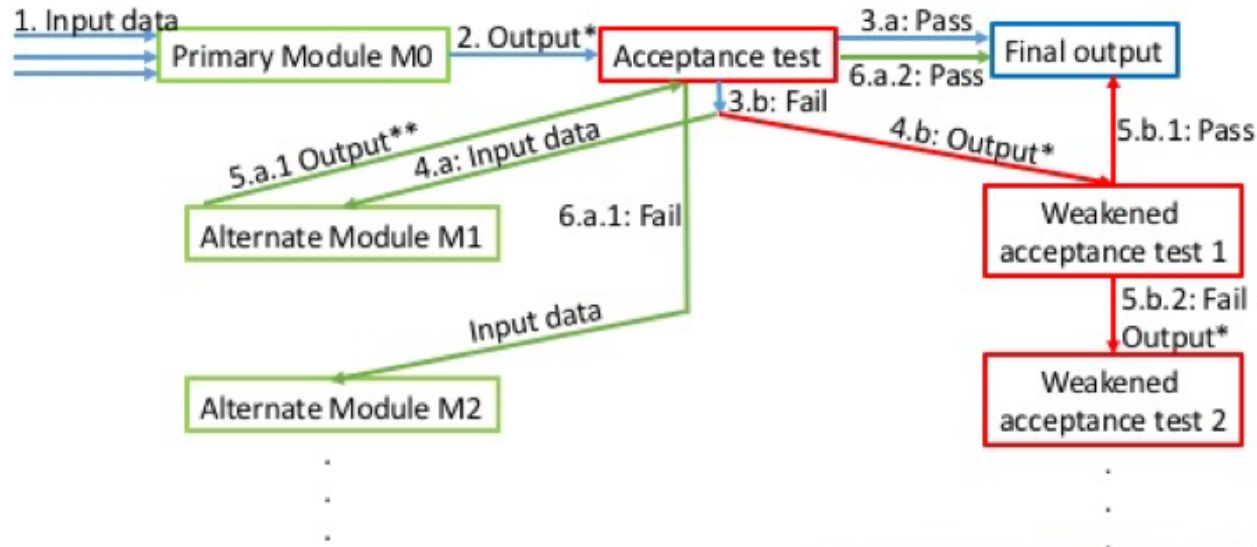 1. Input data
Primary Module M0
2. Output*
Acceptance test
3.a: Pass
6.a.2: Pass
Final output
3.b: Fail
5.a.1 Output**
4.a: Input data
4.b: Output*
5.b.1: Pass
Alternate Module M1
6.a.1: Fail
Weakened
acceptance test 1
5.b.2: Fail
Output*
Input data
Alternate Module M2
Weakened
acceptance test 2